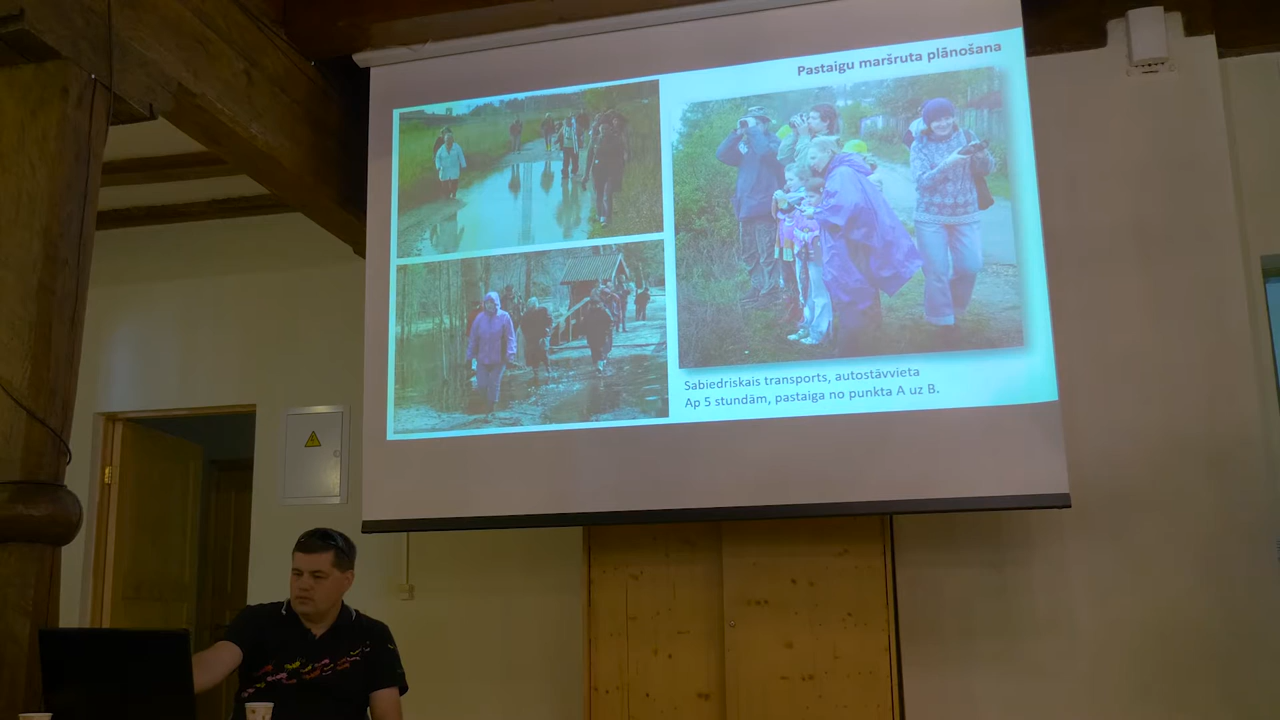 Pastaigu maršruta plānošana
Sabiedriskais transports, autostāvvieta
Ap 5 stundām, pastaiga no punkta A uz B.